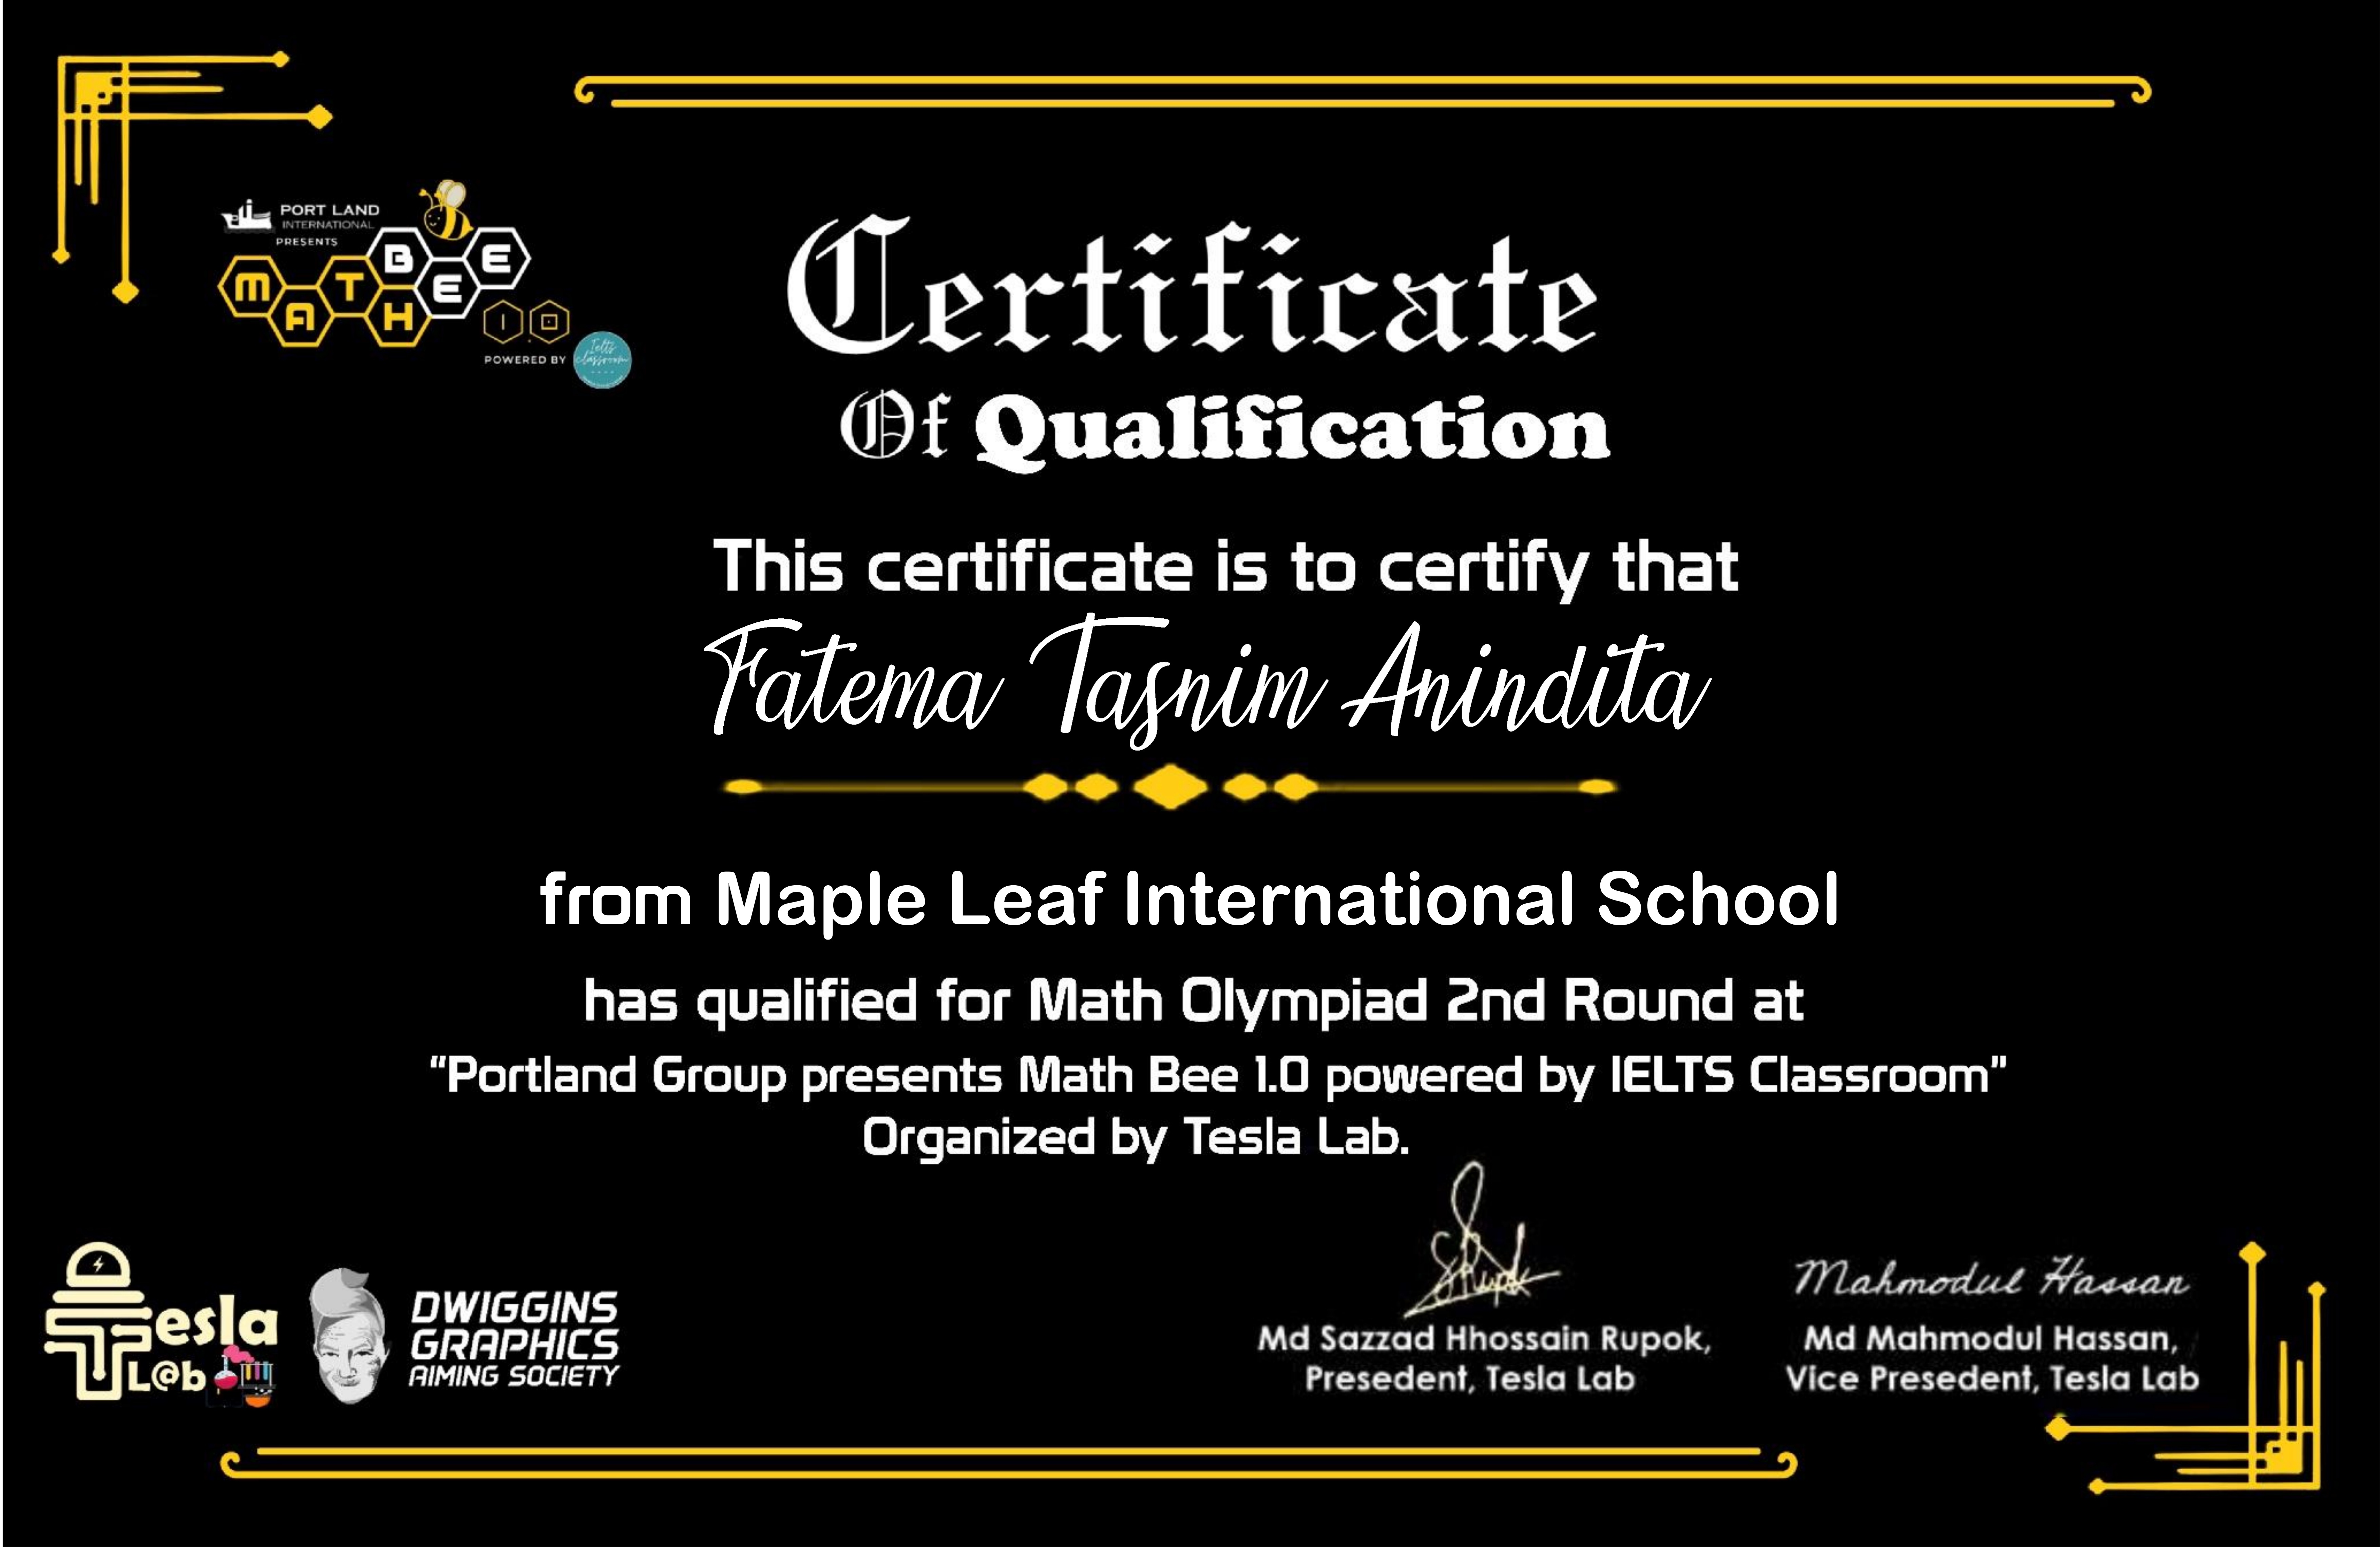 PORT LAND
INTERNATIONAL
PRESENTS
MATH BEE
1.0
POWERED BY
Ielts classroom
Certificate
Of Qualification
This certificate is to certify that
Fatema Tasnim Anindita
from Maple Leaf International School
has qualified for Math Olympiad 2nd Round at
“Portland Group presents Math Bee 1.0 powered by IELTS Classroom”
Organized by Tesla Lab.
Tesla
L@b
DWIGGINS
GRAPHICS
AIMING SOCIETY
Mahmodul Hassan
Md Sazzad Hhossain Rupok,
Presedent, Tesla Lab
Md Mahmodul Hassan,
Vice Presedent, Tesla Lab